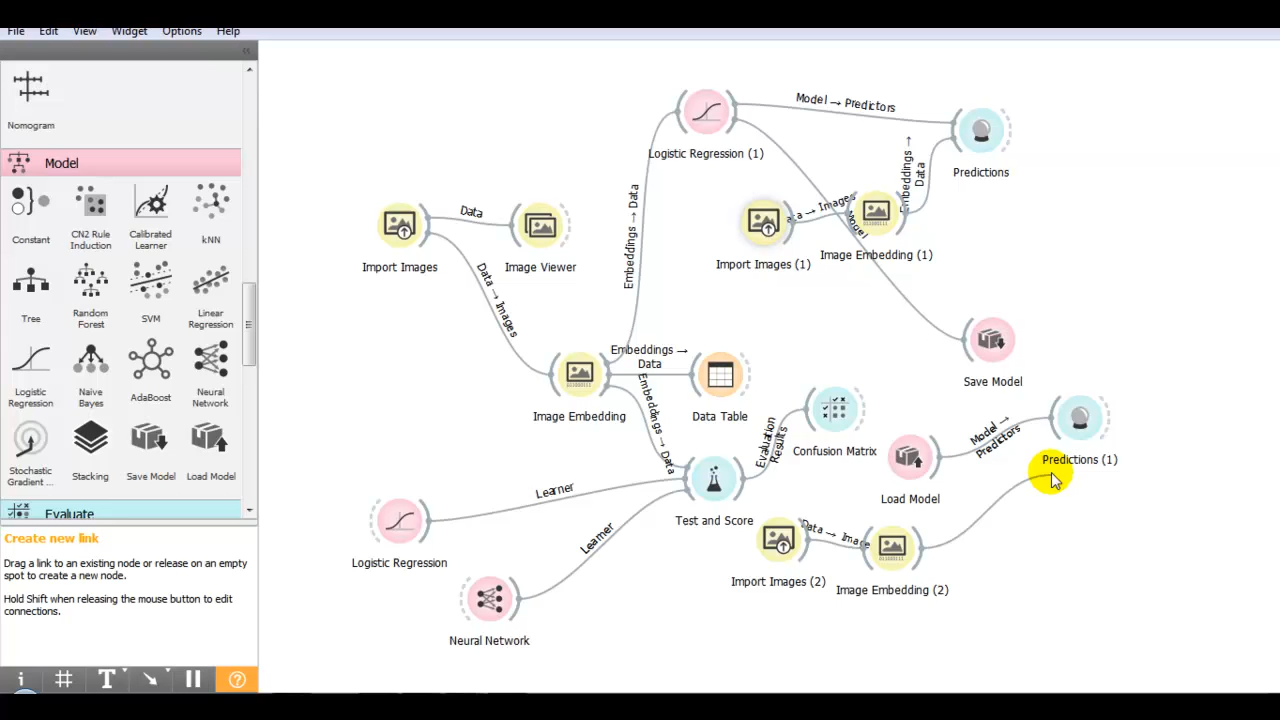 File Edit View Widget Options Help
Nomogram
Model
Constant
CN2 Rule
Induction
Calibrated
Learner
kNN
Tree
Random
Forest
SVM
Linear
Regression
Logistic
Regression
Naive
Bayes
AdaBoost
Neural
Network
Stochastic
Gradient ...
Stacking
Save Model
Load Model
Evaluate
Create new link
Drag a link to an existing node or release on an empty
spot to create a new node.
Hold Shift when releasing the mouse button to edit
connections.
Model → Predictors
Logistic Regression (1)
Predictions
Embeddings →
Data
Data
Import Images
Image Viewer
Embeddings → Data
Data → Images
Model
Import Images (1)
Image Embedding (1)
Data → Images
Save Model
Embeddings →
Data
Image Embedding
Data Table
Embeddings → Data
Evaluation
Results
Confusion Matrix
Model →
Predictors
Predictions (1)
Load Model
Learner
Test and Score
Logistic Regression
Learner
Data → Image
Import Images (2)
Image Embedding (2)
Neural Network